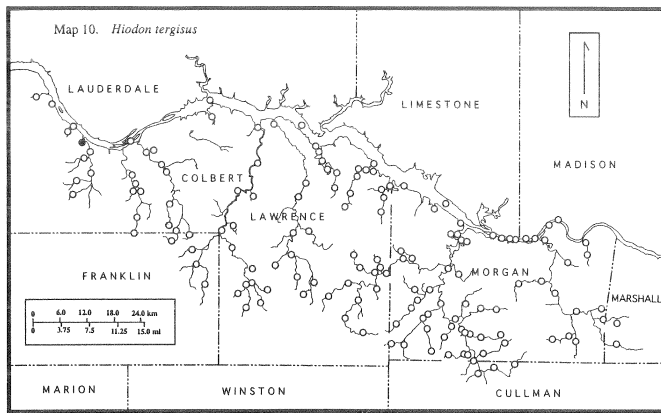 Map 10. Hiodon tergisus
LAUDERDALE
LIMESTONE
N
MADISON
COLBERT
LAWRENCE
FRANKLIN
MORGAN
MARSHALL
0 6.0 12.0 18.0 24.0 km
0 3.75 7.5 11.25 15.0 ml
MARION
WINSTON
CULLMAN